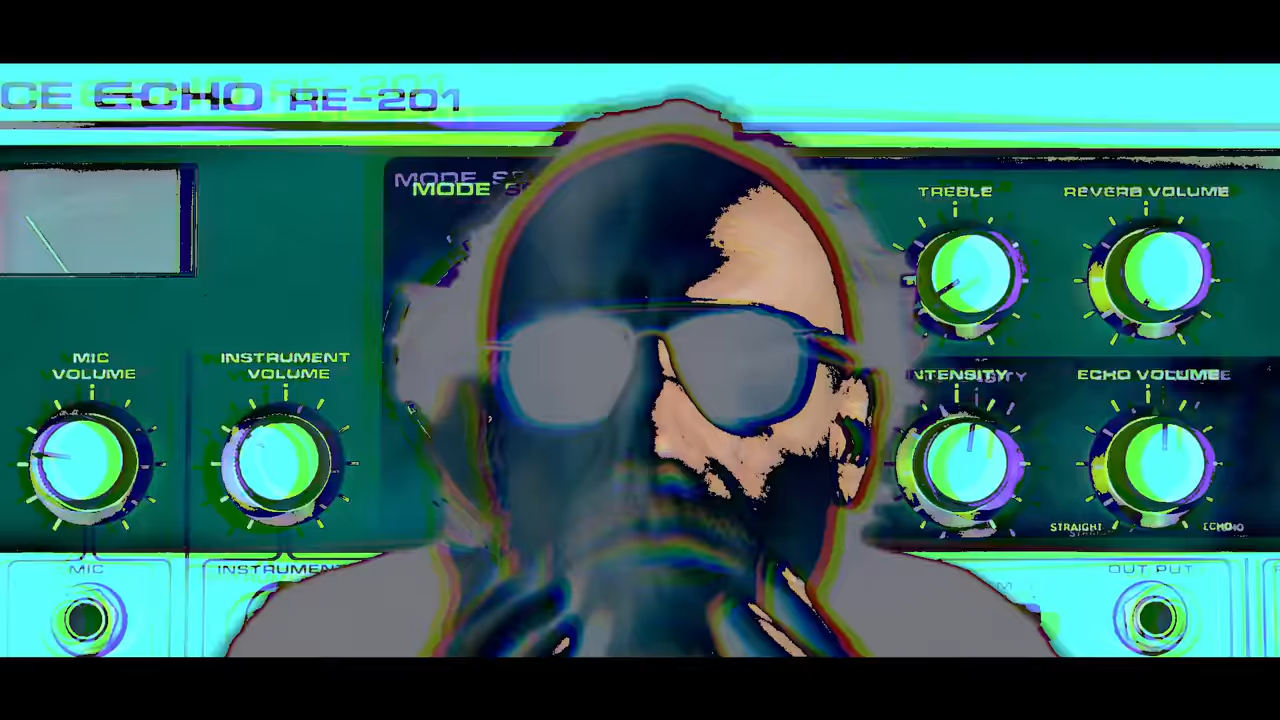 CE ECHO RE-201
MODE
TREBLE
REVERB VOLUME
MIC
VOLUME
INSTRUMENT
VOLUME
NTENSITY
ECHO VOLUME
STRAIGHT
ECHO
MIC
INSTRUMENT
OUT PUT